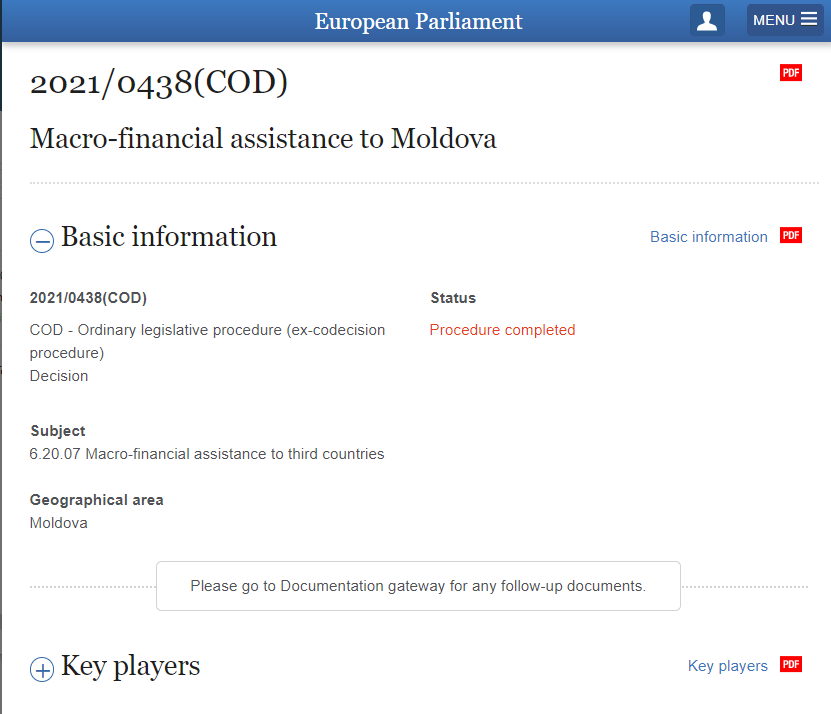 European Parliament
MENU
2021/0438(COD)
PDF
Macro-financial assistance to Moldova
Basic information
Basic information
PDF
2021/0438(COD)
Status
COD - Ordinary legislative procedure (ex-codecision
procedure)
Decision
Procedure completed
Subject
6.20.07 Macro-financial assistance to third countries
Geographical area
Moldova
Please go to Documentation gateway for any follow-up documents.
Key players
Key players
PDF